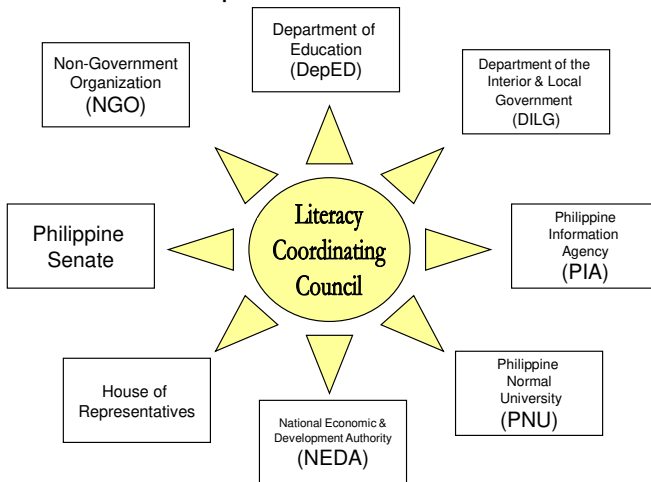 Department of
Education
(DepED)
Non-Government
Organization
(NGO)
Department of the
Interior & Local
Government
(DILG)
Literacy
Coordinating
Council
Philippine
Senate
Philippine
Information
Agency
(PIA)
House of
Representatives
National Economic &
Development Authority
(NEDA)
Philippine
Normal
University
(PNU)